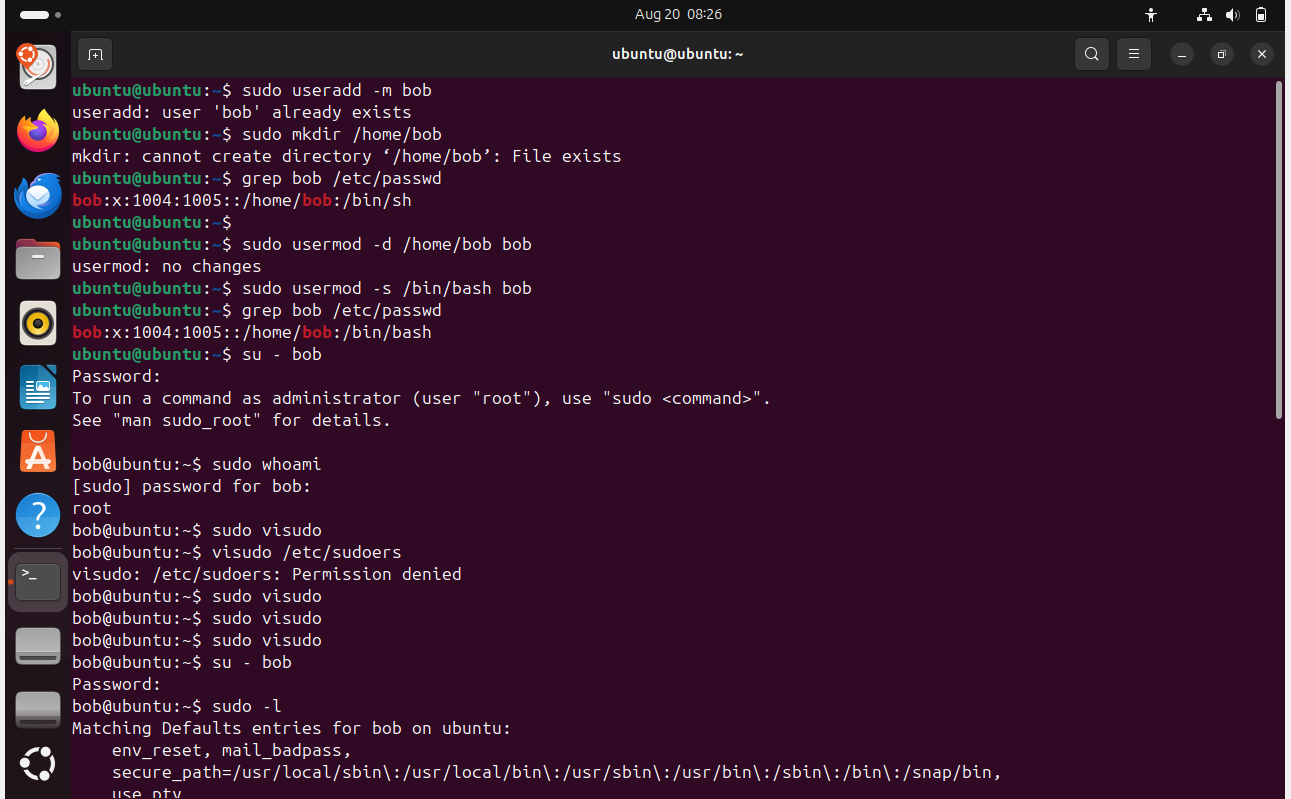 Aug 20 08:26
ubuntu@ubuntu: ~
ubuntu@ubuntu:~$ sudo useradd -m bob
useradd: user 'bob' already exists
ubuntu@ubuntu:~$ sudo mkdir /home/bob
mkdir: cannot create directory ‘/home/bob’: File exists
ubuntu@ubuntu:~$ grep bob /etc/passwd
bob:x:1004:1005::/home/bob:/bin/sh
ubuntu@ubuntu:~$
ubuntu@ubuntu:~$ sudo usermod -d /home/bob bob
usermod: no changes
ubuntu@ubuntu:~$ sudo usermod -s /bin/bash bob
ubuntu@ubuntu:~$ grep bob /etc/passwd
bob:x:1004:1005::/home/bob:/bin/bash
ubuntu@ubuntu:~$ su - bob
Password:
To run a command as administrator (user "root"), use "sudo <command>".
See "man sudo_root" for details.
bob@ubuntu:~$ sudo whoami
[sudo] password for bob:
root
bob@ubuntu:~$ sudo visudo
bob@ubuntu:~$ visudo /etc/sudoers
visudo: /etc/sudoers: Permission denied
bob@ubuntu:~$ sudo visudo
bob@ubuntu:~$ sudo visudo
bob@ubuntu:~$ sudo visudo
bob@ubuntu:~$ su - bob
Password:
bob@ubuntu:~$ sudo -l
Matching Defaults entries for bob on ubuntu:
    env_reset, mail_badpass,
    secure_path=/usr/local/sbin\:/usr/local/bin\:/usr/sbin\:/usr/bin\:/sbin\:/bin\:/snap/bin,
    use_pty